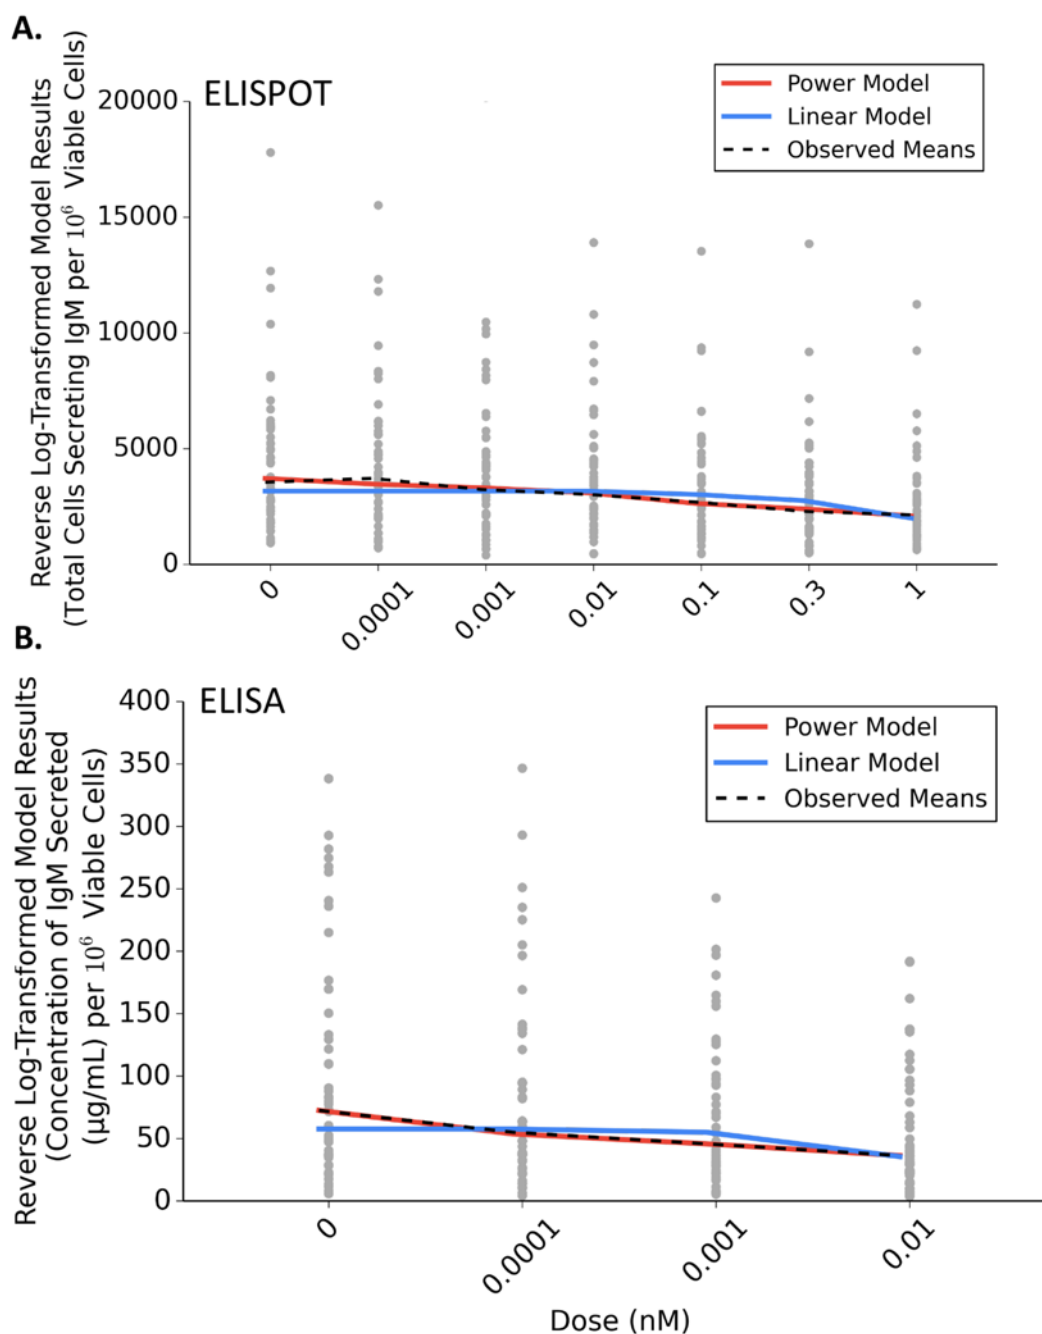 A.
Reverse Log-Transformed Model Results
(Total Cells Secreting IgM per 10⁶ Viable Cells)
ELISPOT
Power Model
Linear Model
Observed Means
20000
15000
10000
5000
0
0
0.0001
0.001
0.01
0.1
0.3
1
B.
Reverse Log-Transformed Model Results
(Concentration of IgM Secreted
(µg/mL) per 10⁶ Viable Cells)
ELISA
Power Model
Linear Model
Observed Means
400
350
300
250
200
150
100
50
0
0
0.0001
0.001
0.01
Dose (nM)